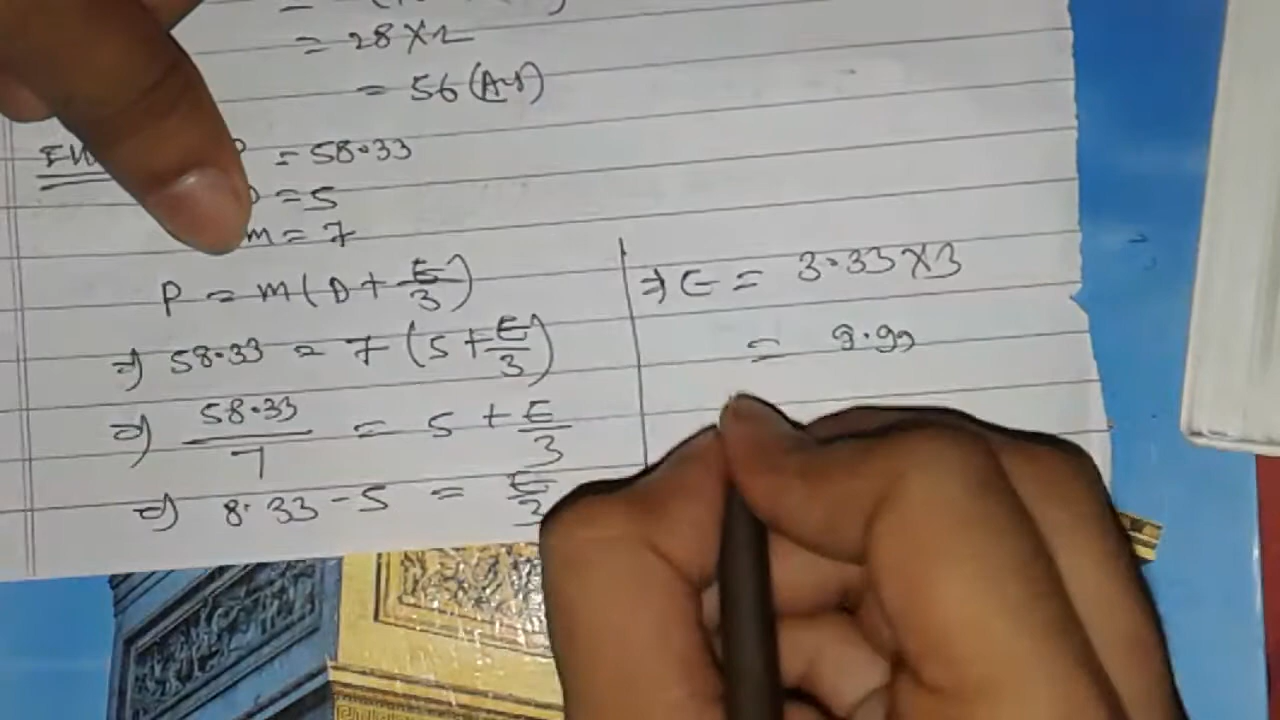 = 28 × 2
= 56 (Ans)
= 58.33
D = 5
m = 7
P = m(D + E/3)
⇒ 58.33 = 7 (5 + E/3)
⇒ 58.33/7 = 5 + E/3
⇒ 8.33 - 5 = E/3
⇒ E = 3.33 × 3
= 9.99